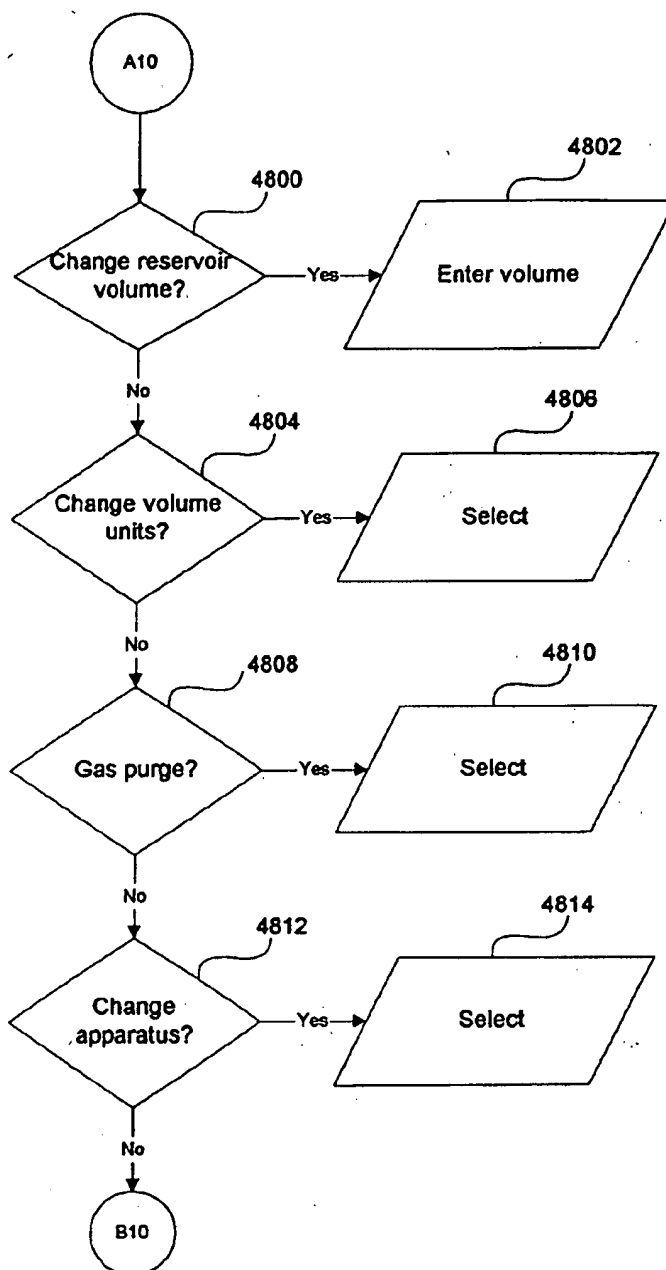 A10
4800
4802
Change reservoir
volume?
Yes
Enter volume
No
4804
4806
Change volume
units?
Yes
Select
No
4808
4810
Gas purge?
Yes
Select
No
4812
4814
Change
apparatus?
Yes
Select
No
B10